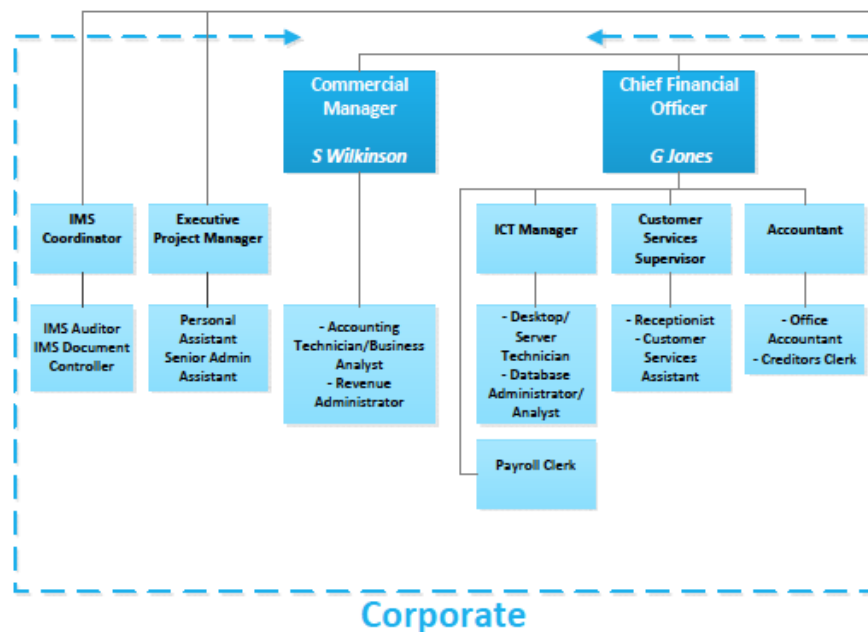 Commercial
Manager
S Wilkinson
Chief Financial
Officer
G Jones
IMS
Coordinator
Executive
Project Manager
ICT Manager
Customer
Services
Supervisor
Accountant
IMS Auditor
IMS Document
Controller
Personal
Assistant
Senior Admin
Assistant
- Accounting
Technician/Business
Analyst
- Revenue
Administrator
- Desktop/
Server
Technician
- Database
Administrator/
Analyst
- Receptionist
- Customer
Services
Assistant
- Office
Accountant
- Creditors Clerk
Payroll Clerk
Corporate